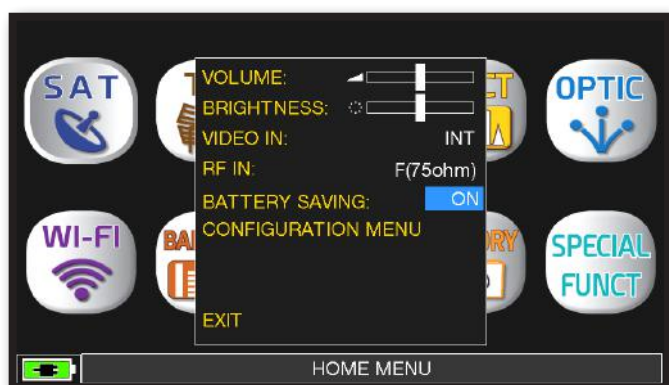 SAT
OPTIC
VOLUME:
BRIGHTNESS:
VIDEO IN: INT
RF IN: F(75ohm)
BATTERY SAVING: ON
CONFIGURATION MENU
EXIT
WI-FI
SPECIAL
FUNCT
HOME MENU